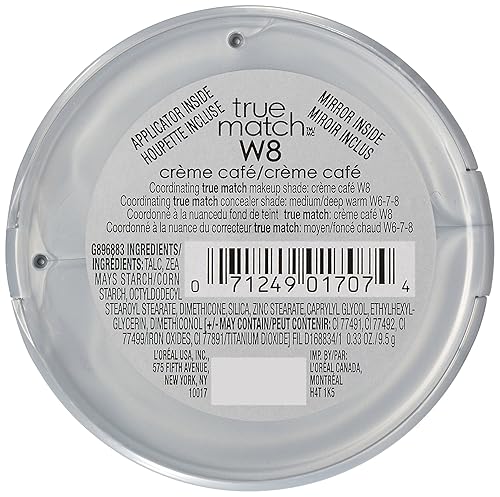 APPLICATOR INSIDE
HOUPETTE INCLUSE
true
match™
MIRROR INSIDE
MIROIR INCLUS
W8
crème café/crème café
Coordinating true match makeup shade: crème café W8
Coordinating true match concealer shade: medium/deep warm W6-7-8
Coordonné à la nuancedu fond de teint true match: crème café W8
Coordonné à la nuance du correcteur true match: moyen/foncé chaud W6-7-8
G896883 INGREDIENTS/
INGRÉDIENTS: TALC, ZEA
MAYS STARCH/CORN
STARCH, OCTYLDODECYL
STEAROYL STEARATE, DIMETHICONE, SILICA, ZINC STEARATE, CAPRYLYL GLYCOL, ETHYLHEXYL-
GLYCERIN, DIMETHICONOL [+/-MAY CONTAIN/PEUT CONTENIR: CI 77491, CI 77492, CI
77499/IRON OXIDES, CI 77891/TITANIUM DIOXIDE] FIL D168834/1 0.33 OZ. / 9.5 g
0 71249 01707 4
L'ORÉAL USA, INC.,
575 FIFTH AVENUE,
NEW YORK, NY
10017
IMP. BY/PAR:
L'ORÉAL CANADA,
MONTRÉAL
H4T 1K5